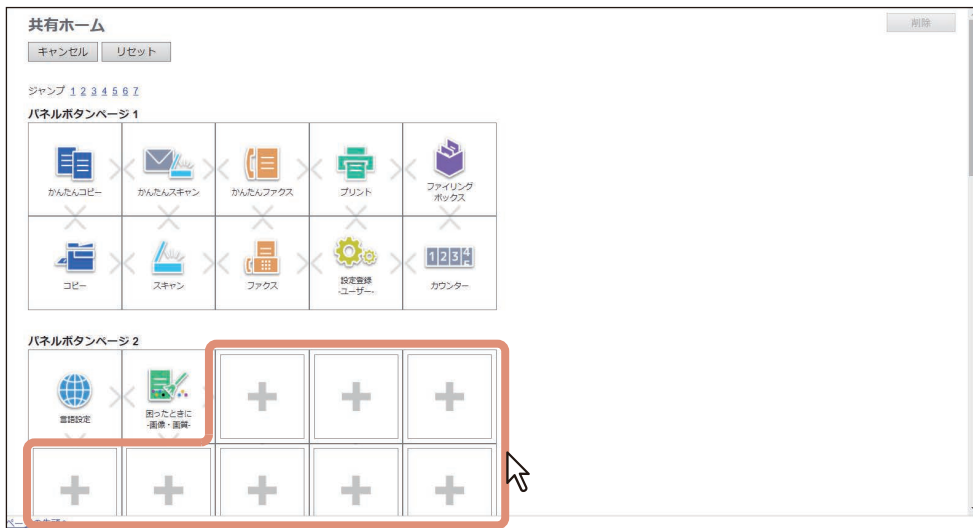 共有ホーム
削除
キャンセル リセット
ジャンプ 1 2 3 4 5 6 7
パネルボタンページ 1
かんたんコピー かんたんスキャン かんたんファクス プリント ファイリング
ボックス
コピー スキャン ファクス 設定登録
-ユーザー- カウンター
パネルボタンページ 2
言語設定 困ったときに
-画像・画質-